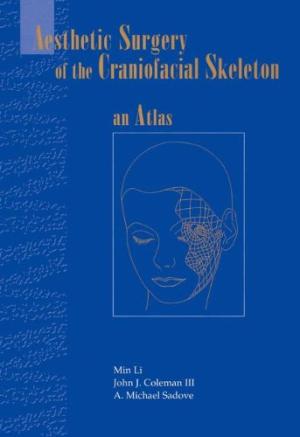 Aesthetic Surgery
of the Craniofacial Skeleton
an Atlas
Min Li
John J. Coleman III
A. Michael Sadove